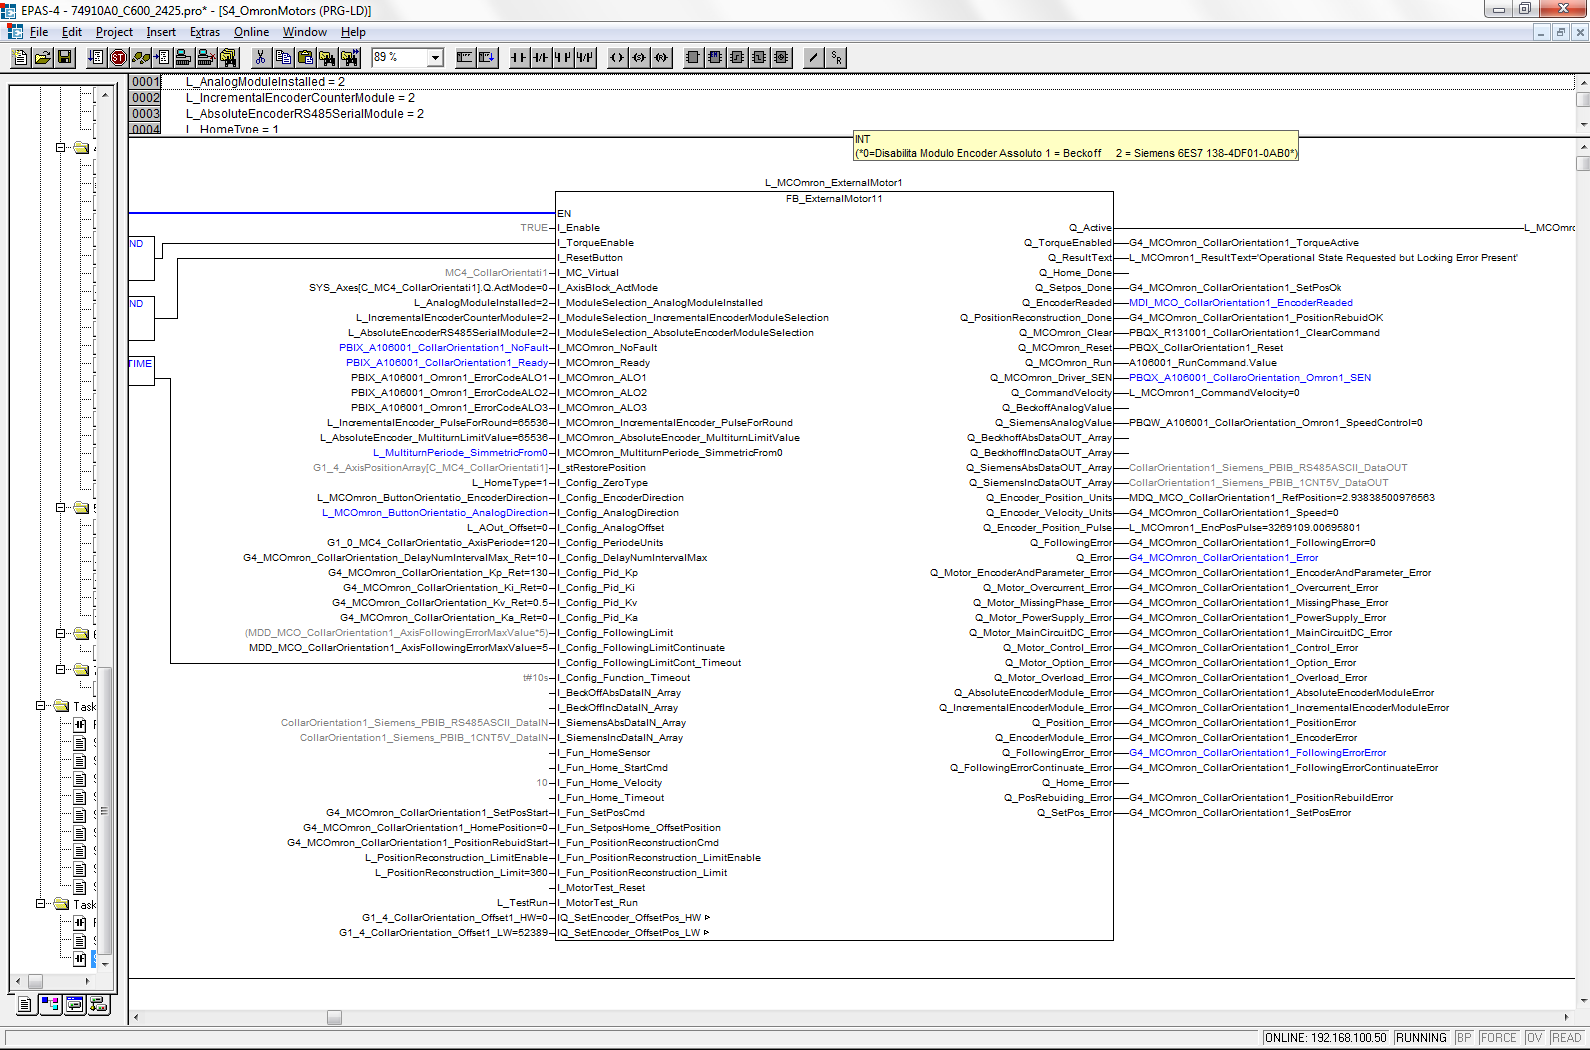 EPAS-4 - 74910A0_C600_2425.pro* - [S4_OmronMotors (PRG-LD)]
File Edit Project Insert Extras Online Window Help
89 %
0001 L_AnalogModuleInstalled = 2
0002 L_IncrementalEncoderCounterModule = 2
0003 L_AbsoluteEncoderRS485SerialModule = 2
0004 L_HomeType = 1
INT
(*0=Disabilita Modulo Encoder Assoluto 1 = Beckoff 2 = Siemens 6ES7 138-4DF01-0AB0*)
L_MCOmron_ExternalMotor1
FB_ExternalMotor11
EN
TRUE I_Enable Q_Active L_MCOmr
ND I_TorqueEnable Q_TorqueEnabled G4_MCOmron_CollarOrientation1_TorqueActive
I_ResetButton Q_ResultText L_MCOmron1_ResultText='Operational State Requested but Locking Error Present'
MC4_CollarOrientati1 I_MC_Virtual Q_Home_Done
SYS_Axes[C_MC4_CollarOrientati1].Q.ActMode=0 I_AxisBlock_ActMode Q_Setpos_Done G4_MCOmron_CollarOrientation1_SetPosOk
ND L_AnalogModuleInstalled=2 I_ModuleSelection_AnalogModuleInstalled Q_EncoderReaded MDI_MCO_CollarOrientation1_EncoderReaded
L_IncrementalEncoderCounterModule=2 I_ModuleSelection_IncrementalEncoderModuleSelection Q_PositionReconstruction_Done G4_MCOmron_CollarOrientation1_PositionRebuidOK
L_AbsoluteEncoderRS485SerialModule=2 I_ModuleSelection_AbsoluteEncoderModuleSelection Q_MCOmron_Clear PBQX_R131001_CollarOrientation1_ClearCommand
PBIX_A106001_CollarOrientation1_NoFault I_MCOmron_NoFault Q_MCOmron_Reset PBQX_CollarOrientation1_Reset
TIME PBIX_A106001_CollarOrientation1_Ready I_MCOmron_Ready Q_MCOmron_Run A106001_RunCommand.Value
PBIX_A106001_Omron1_ErrorCodeALO1 I_MCOmron_ALO1 Q_MCOmron_Driver_SEN PBQX_A106001_CollaroOrientation_Omron1_SEN
PBIX_A106001_Omron1_ErrorCodeALO2 I_MCOmron_ALO2 Q_CommandVelocity L_MCOmron1_CommandVelocity=0
PBIX_A106001_Omron1_ErrorCodeALO3 I_MCOmron_ALO3 Q_BeckoffAnalogValue
L_IncrementalEncoder_PulseForRound=65536 I_MCOmron_IncrementalEncoder_PulseForRound Q_SiemensAnalogValue PBQW_A106001_CollarOrientation_Omron1_SpeedControl=0
L_AbsoluteEncoder_MultiturnLimitValue=65536 I_MCOmron_AbsoluteEncoder_MultiturnLimitValue Q_BeckhoffAbsDataOUT_Array
L_MultiturnPeriode_SimmetricFrom0 I_MCOmron_MultiturnPeriode_SimmetricFrom0 Q_BeckhoffIncDataOUT_Array
G1_4_AxisPositionArray[C_MC4_CollarOrientati1] I_stRestorePosition Q_SiemensAbsDataOUT_Array CollarOrientation1_Siemens_PBIB_RS485ASCII_DataOUT
L_HomeType=1 I_Config_ZeroType Q_SiemensIncDataOUT_Array CollarOrientation1_Siemens_PBIB_1CNT5V_DataOUT
L_MCOmron_ButtonOrientatio_EncoderDirection I_Config_EncoderDirection Q_Encoder_Position_Units MDQ_MCO_CollarOrientation1_RefPosition=2.93838500976563
L_MCOmron_ButtonOrientatio_AnalogDirection I_Config_AnalogDirection Q_Encoder_Velocity_Units G4_MCOmron_CollarOrientation1_Speed=0
L_AOut_Offset=0 I_Config_AnalogOffset Q_Encoder_Position_Pulse L_MCOmron1_EncPosPulse=3269109.00695801
G1_0_MC4_CollarOrientatio_AxisPeriode=120 I_Config_PeriodeUnits Q_FollowingError G4_MCOmron_CollarOrientation1_FollowingError=0
G4_MCOmron_CollarOrientation_DelayNumIntervalMax_Ret=10 I_Config_DelayNumIntervalMax Q_Error G4_MCOmron_CollarOrientation1_Error
G4_MCOmron_CollarOrientation_Kp_Ret=130 I_Config_Pid_Kp Q_Motor_EncoderAndParameter_Error G4_MCOmron_CollarOrientation1_EncoderAndParameter_Error
G4_MCOmron_CollarOrientation_Ki_Ret=0 I_Config_Pid_Ki Q_Motor_Overcurrent_Error G4_MCOmron_CollarOrientation1_Overcurrent_Error
G4_MCOmron_CollarOrientation_Kv_Ret=0.5 I_Config_Pid_Kv Q_Motor_MissingPhase_Error G4_MCOmron_CollarOrientation1_MissingPhase_Error
G4_MCOmron_CollarOrientation_Ka_Ret=0 I_Config_Pid_Ka Q_Motor_PowerSupply_Error G4_MCOmron_CollarOrientation1_PowerSupply_Error
(MDD_MCO_CollarOrientation1_AxisFollowingErrorMaxValue*5) I_Config_FollowingLimit Q_Motor_MainCircuitDC_Error G4_MCOmron_CollarOrientation1_MainCircuitDC_Error
MDD_MCO_CollarOrientation1_AxisFollowingErrorMaxValue=5 I_Config_FollowingLimitContinuate Q_Motor_Control_Error G4_MCOmron_CollarOrientation1_Control_Error
I_Config_FollowingLimitCont_Timeout Q_Motor_Option_Error G4_MCOmron_CollarOrientation1_Option_Error
t#10s I_Config_Function_Timeout Q_Motor_Overload_Error G4_MCOmron_CollarOrientation1_Overload_Error
I_BeckOffAbsDataIN_Array Q_AbsoluteEncoderModule_Error G4_MCOmron_CollarOrientation1_AbsoluteEncoderModuleError
Task I_BeckOffIncDataIN_Array Q_IncrementalEncoderModule_Error G4_MCOmron_CollarOrientation1_IncrementalEncoderModuleError
CollarOrientation1_Siemens_PBIB_RS485ASCII_DataIN I_SiemensAbsDataIN_Array Q_Position_Error G4_MCOmron_CollarOrientation1_PositionError
CollarOrientation1_Siemens_PBIB_1CNT5V_DataIN I_SiemensIncDataIN_Array Q_EncoderModule_Error G4_MCOmron_CollarOrientation1_EncoderError
I_Fun_HomeSensor Q_FollowingError_Error G4_MCOmron_CollarOrientation1_FollowingErrorError
I_Fun_Home_StartCmd Q_FollowingErrorContinuate_Error G4_MCOmron_CollarOrientation1_FollowingErrorContinuateError
10 I_Fun_Home_Velocity Q_Home_Error
I_Fun_Home_Timeout Q_PosRebuiding_Error G4_MCOmron_CollarOrientation1_PositionRebuildError
G4_MCOmron_CollarOrientation1_SetPosStart I_Fun_SetPosCmd Q_SetPos_Error G4_MCOmron_CollarOrientation1_SetPosError
G4_MCOmron_CollarOrientation1_HomePosition=0 I_Fun_SetposHome_OffsetPosition
G4_MCOmron_CollarOrientation1_PositionRebuidStart I_Fun_PositionReconstructionCmd
L_PositionReconstruction_LimitEnable I_Fun_PositionReconstruction_LimitEnable
L_PositionReconstruction_Limit=360 I_Fun_PositionReconstruction_Limit
I_MotorTest_Reset
Task L_TestRun I_MotorTest_Run
G1_4_CollarOrientation_Offset1_HW=0 IQ_SetEncoder_OffsetPos_HW
G1_4_CollarOrientation_Offset1_LW=52389 IQ_SetEncoder_OffsetPos_LW
ONLINE: 192.168.100.50 RUNNING BP FORCE OV READ